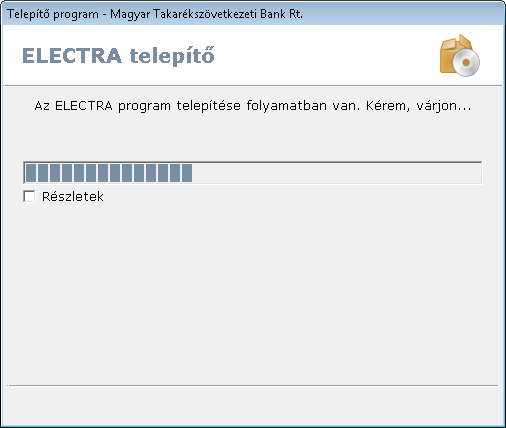 Telepítő program - Magyar Takarékszövetkezeti Bank Rt.
ELECTRA telepítő
Az ELECTRA program telepítése folyamatban van. Kérem, várjon...
Részletek